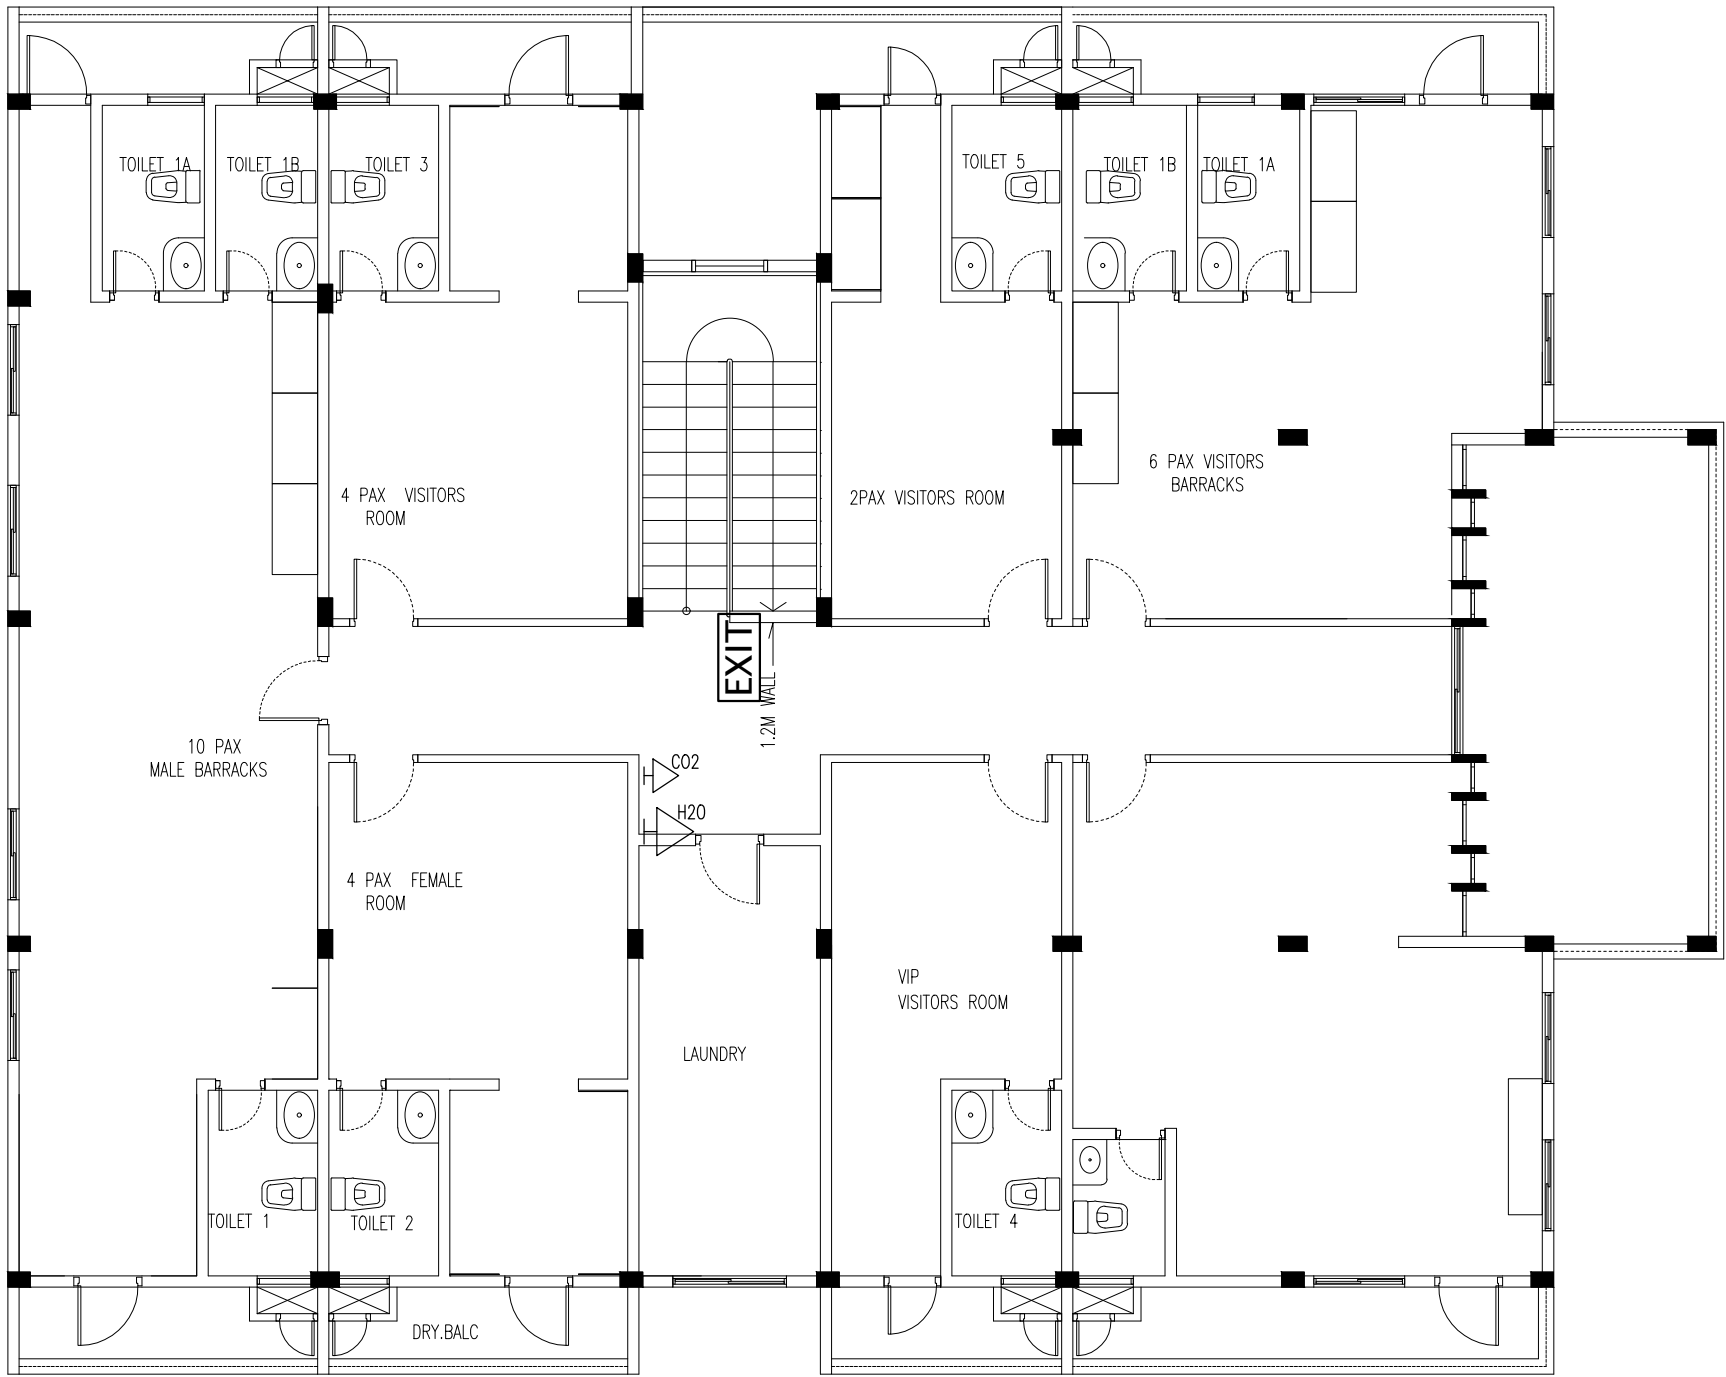 TOILET 1A
TOILET 1B
TOILET 3
TOILET 5
TOILET 1B
TOILET 1A
4 PAX VISITORS
ROOM
2PAX VISITORS ROOM
6 PAX VISITORS
BARRACKS
EXIT
1.2M WALL
10 PAX
MALE BARRACKS
CO2
H2O
4 PAX FEMALE
ROOM
VIP
VISITORS ROOM
LAUNDRY
TOILET 1
TOILET 2
TOILET 4
DRY.BALC